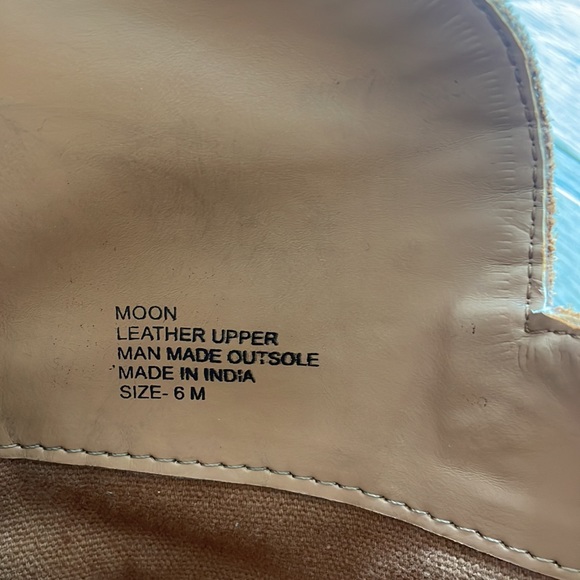 MOON
LEATHER UPPER
MAN MADE OUTSOLE
MADE IN INDIA
SIZE- 6 M